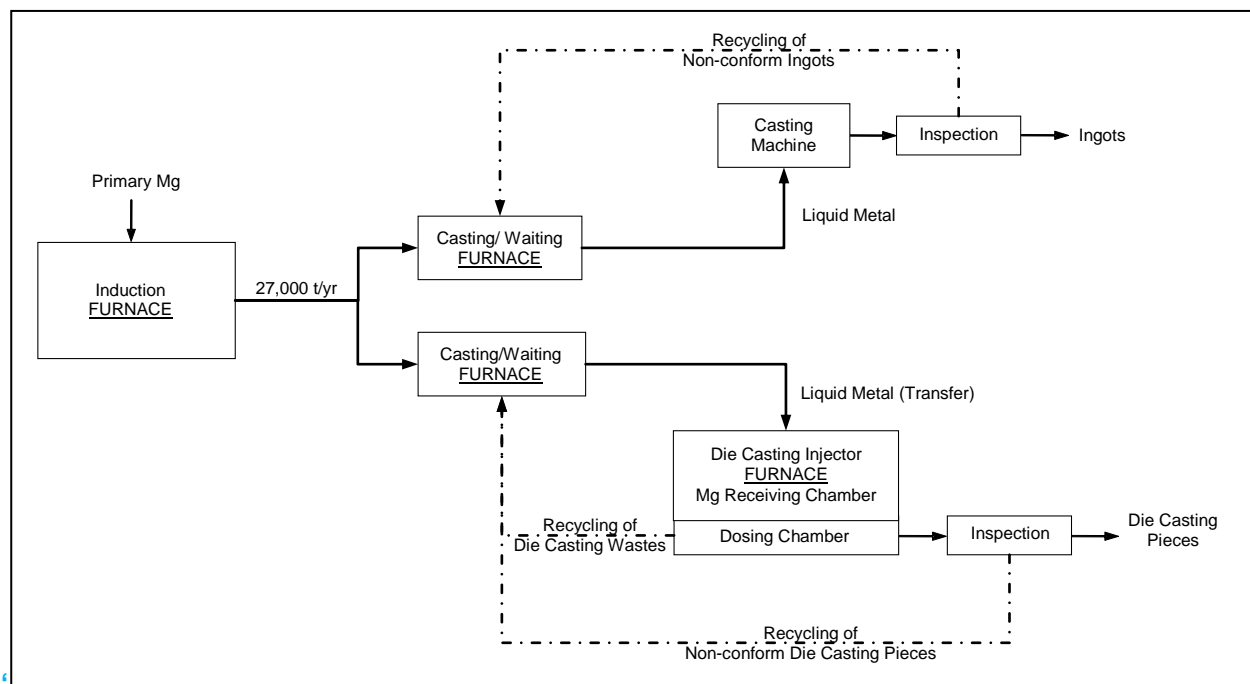 Recycling of
Non-conform Ingots
Casting
Machine
Inspection
Ingots
Primary Mg
Liquid Metal
Casting/ Waiting
FURNACE
Induction
FURNACE
27,000 t/yr
Casting/Waiting
FURNACE
Liquid Metal (Transfer)
Die Casting Injector
FURNACE
Mg Receiving Chamber
Recycling of
Die Casting Wastes
Dosing Chamber
Inspection
Die Casting
Pieces
Recycling of
Non-conform Die Casting Pieces
‘